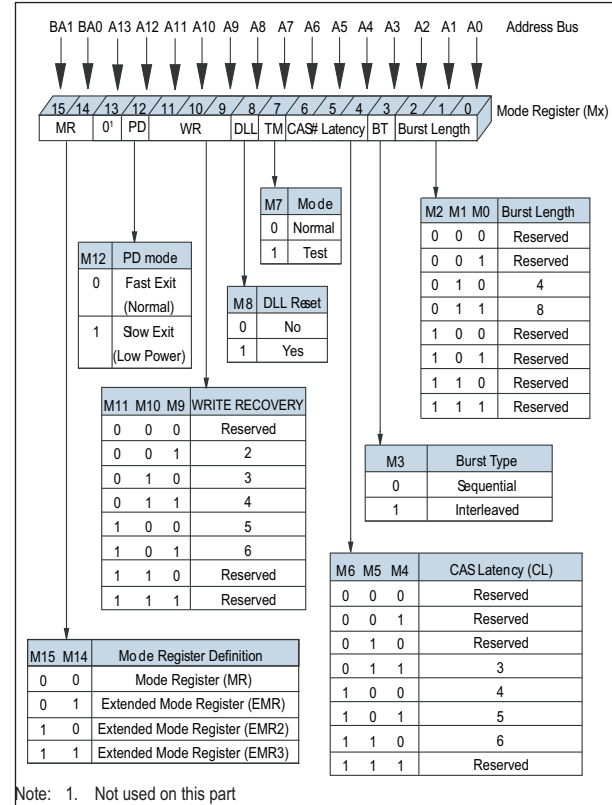 BA1 BA0 A13 A12 A11 A10 A9 A8 A7 A6 A5 A4 A3 A2 A1 A0 Address Bus
15 14 13 12 11 10 9 8 7 6 5 4 3 2 1 0 Mode Register (Mx)
MR 0¹ PD WR DLL TM CAS# Latency BT Burst Length
M7 Mode
0 Normal
1 Test
M2 M1 M0 Burst Length
0 0 0 Reserved
0 0 1 Reserved
0 1 0 4
0 1 1 8
1 0 0 Reserved
1 0 1 Reserved
1 1 0 Reserved
1 1 1 Reserved
M12 PD mode
0 Fast Exit
(Normal)
1 Slow Exit
(Low Power)
M8 DLL Reset
0 No
1 Yes
M11 M10 M9 WRITE RECOVERY
0 0 0 Reserved
0 0 1 2
0 1 0 3
0 1 1 4
1 0 0 5
1 0 1 6
1 1 0 Reserved
1 1 1 Reserved
M3 Burst Type
0 Sequential
1 Interleaved
M6 M5 M4 CAS Latency (CL)
0 0 0 Reserved
0 0 1 Reserved
0 1 0 Reserved
0 1 1 3
1 0 0 4
1 0 1 5
1 1 0 6
1 1 1 Reserved
M15 M14 Mode Register Definition
0 0 Mode Register (MR)
0 1 Extended Mode Register (EMR)
1 0 Extended Mode Register (EMR2)
1 1 Extended Mode Register (EMR3)
Note: 1. Not used on this part